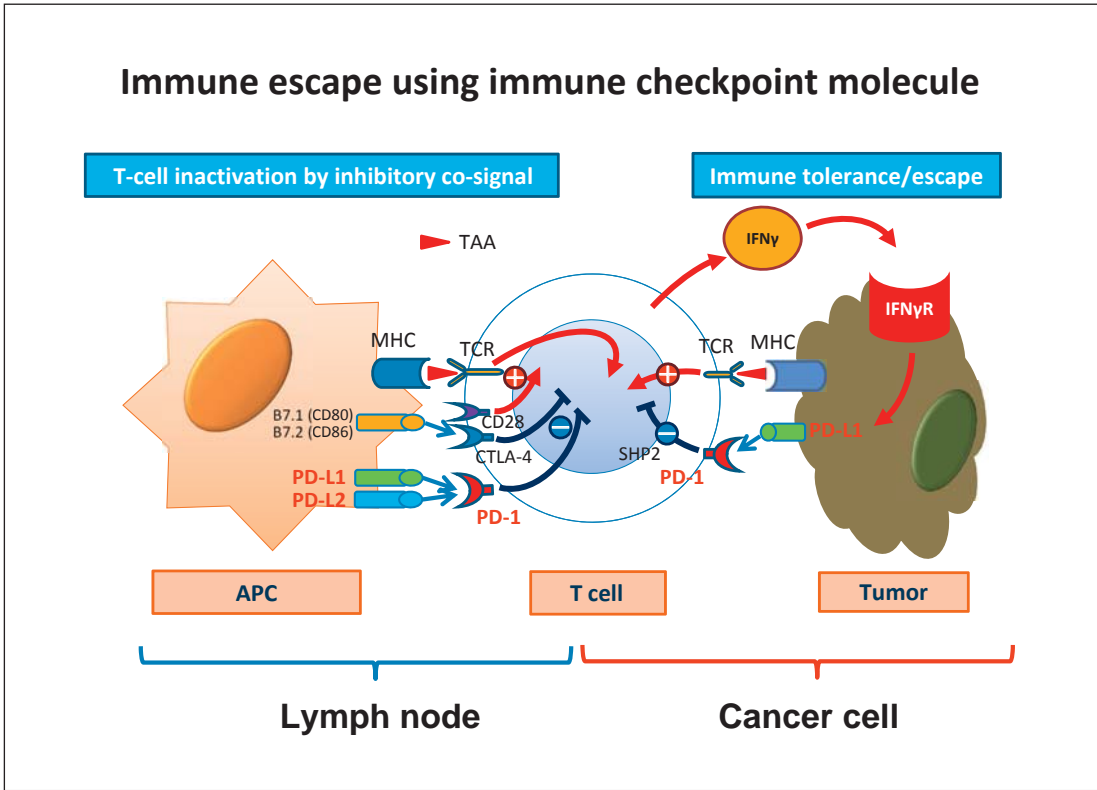 Immune escape using immune checkpoint molecule
T-cell inactivation by inhibitory co-signal
Immune tolerance/escape
TAA
IFNγ
IFNγR
MHC
TCR
TCR
MHC
B7.1 (CD80)
B7.2 (CD86)
CD28
CTLA-4
SHP2
PD-L1
PD-L1
PD-L2
PD-1
PD-1
APC
T cell
Tumor
Lymph node
Cancer cell